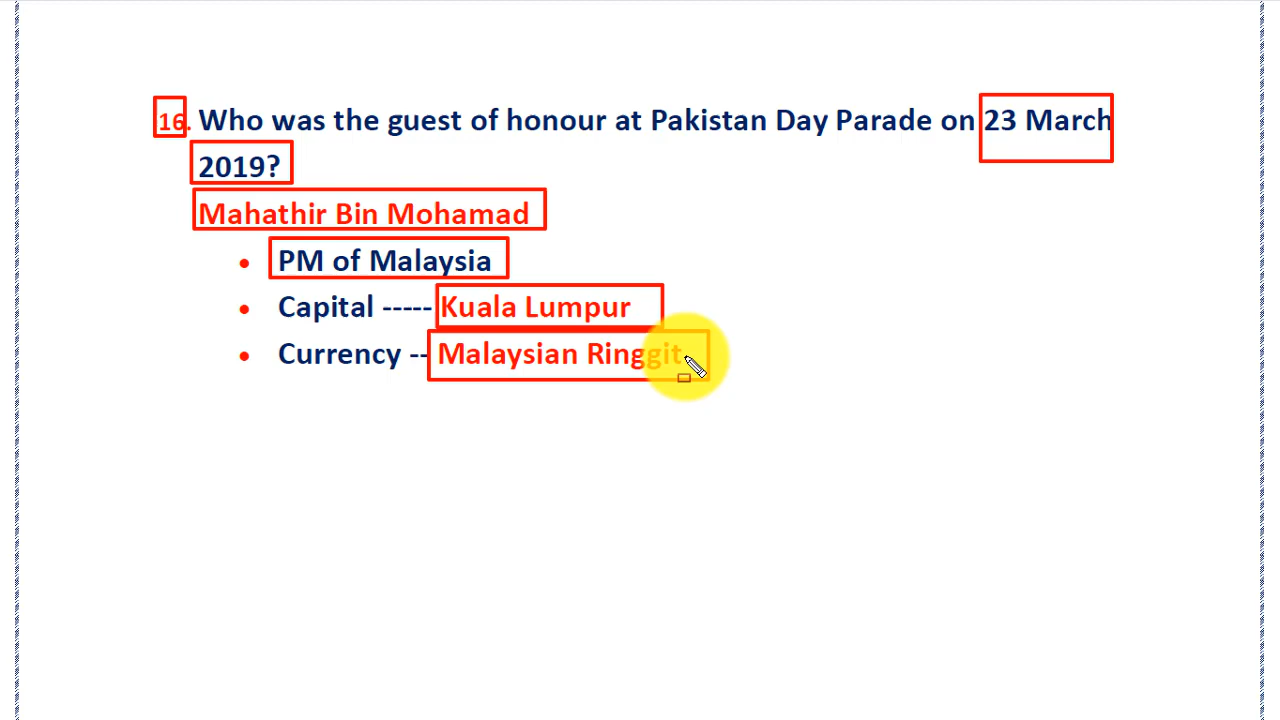 16. Who was the guest of honour at Pakistan Day Parade on 23 March
2019?
Mahathir Bin Mohamad
• PM of Malaysia
• Capital ----- Kuala Lumpur
• Currency -- Malaysian Ringgit